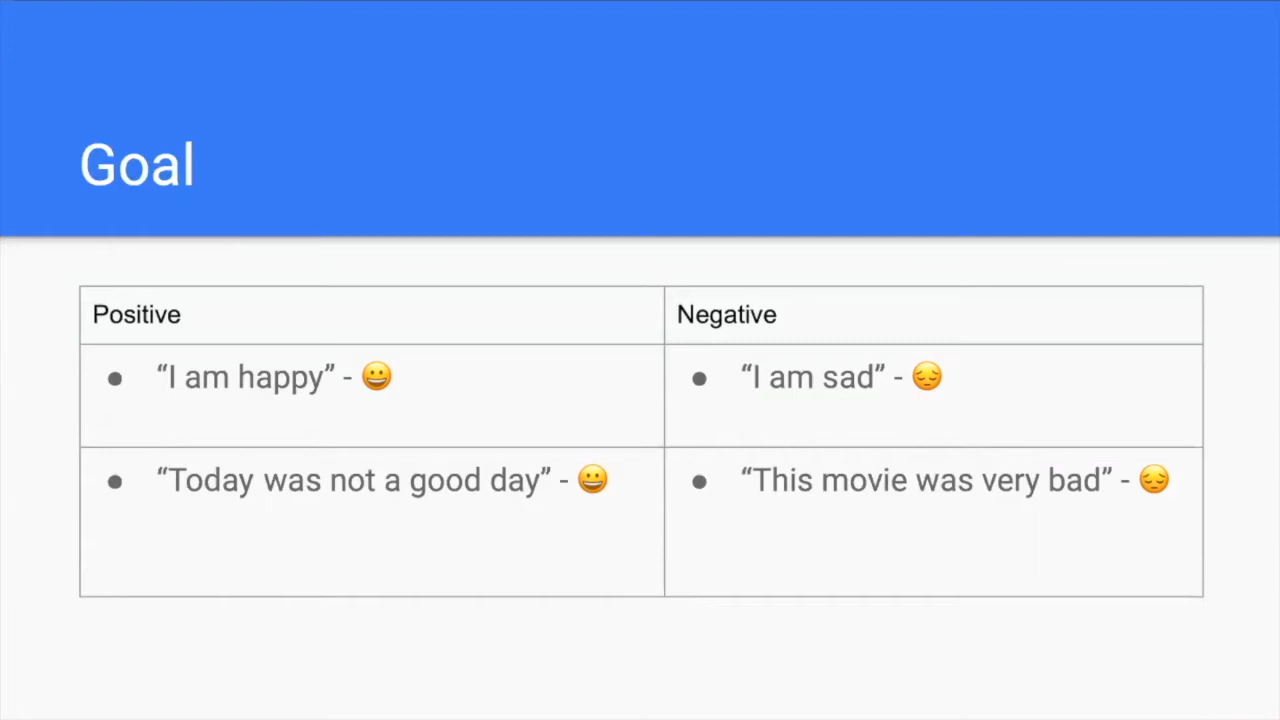 Goal
Positive
Negative
● “I am happy” - 😀
● “I am sad” - 😔
● “Today was not a good day” - 😀
● “This movie was very bad” - 😔